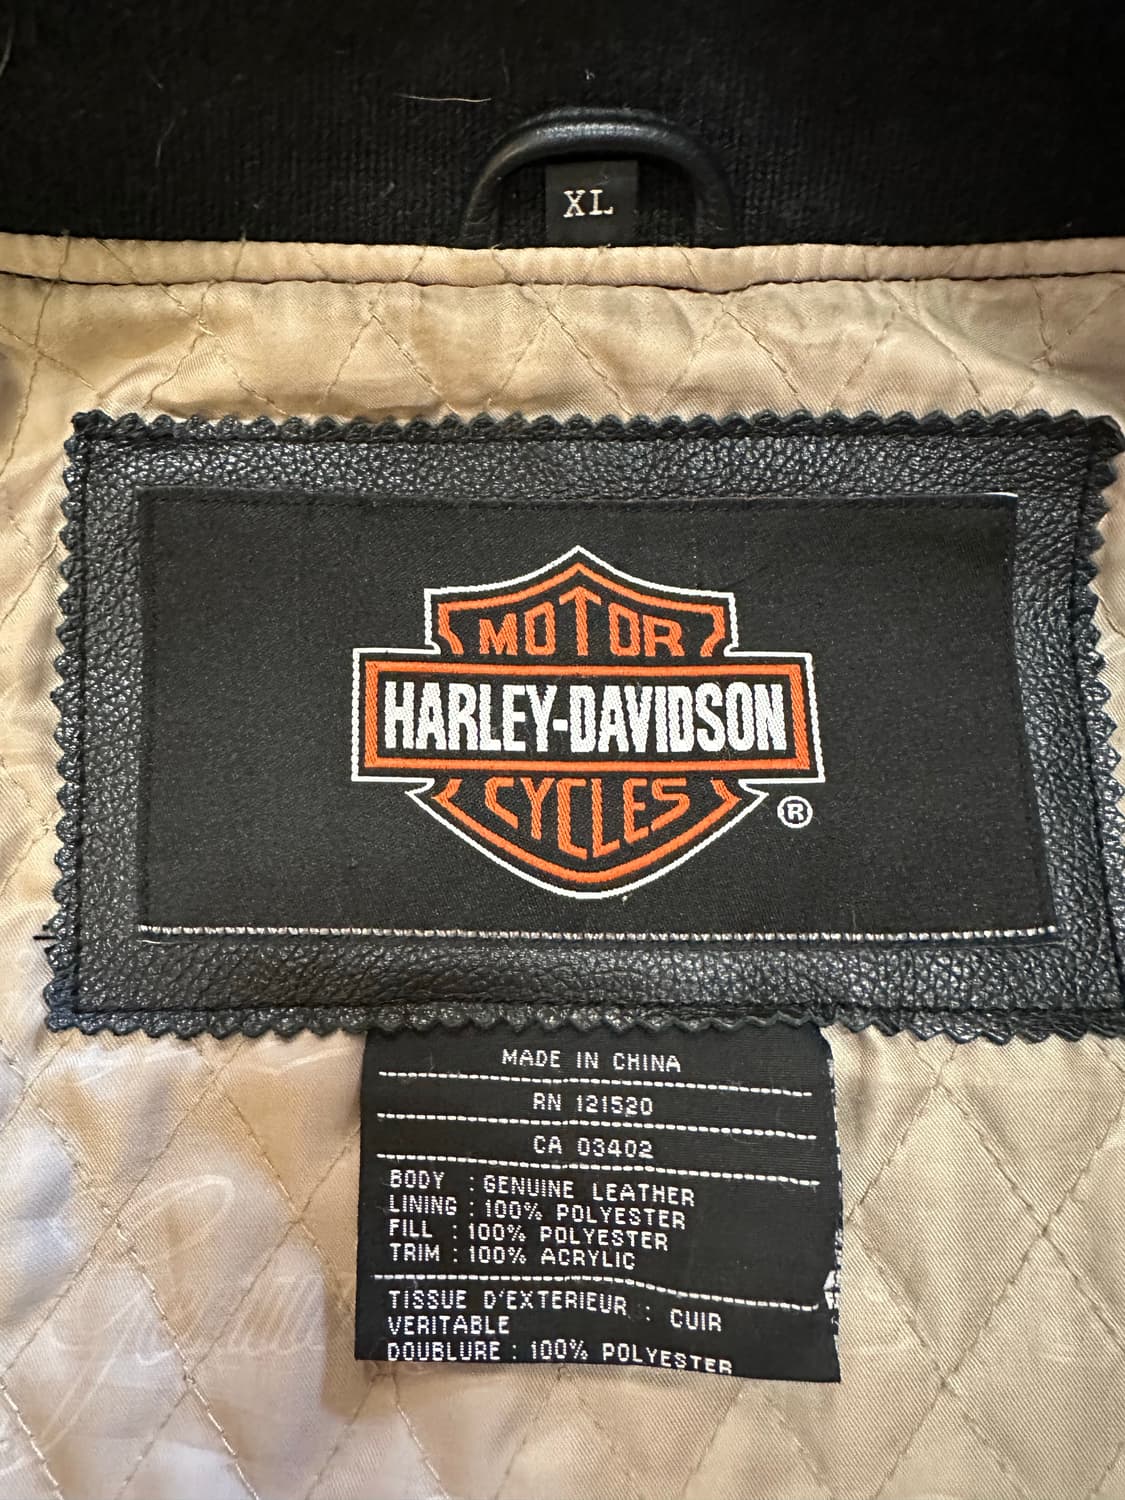 XL
MOTOR
HARLEY-DAVIDSON
CYCLES
®
MADE IN CHINA
RN 121520
CA 03402
BODY : GENUINE LEATHER
LINING : 100% POLYESTER
FILL : 100% POLYESTER
TRIM : 100% ACRYLIC
TISSUE D'EXTERIEUR : CUIR
VERITABLE
DOUBLURE : 100% POLYESTER